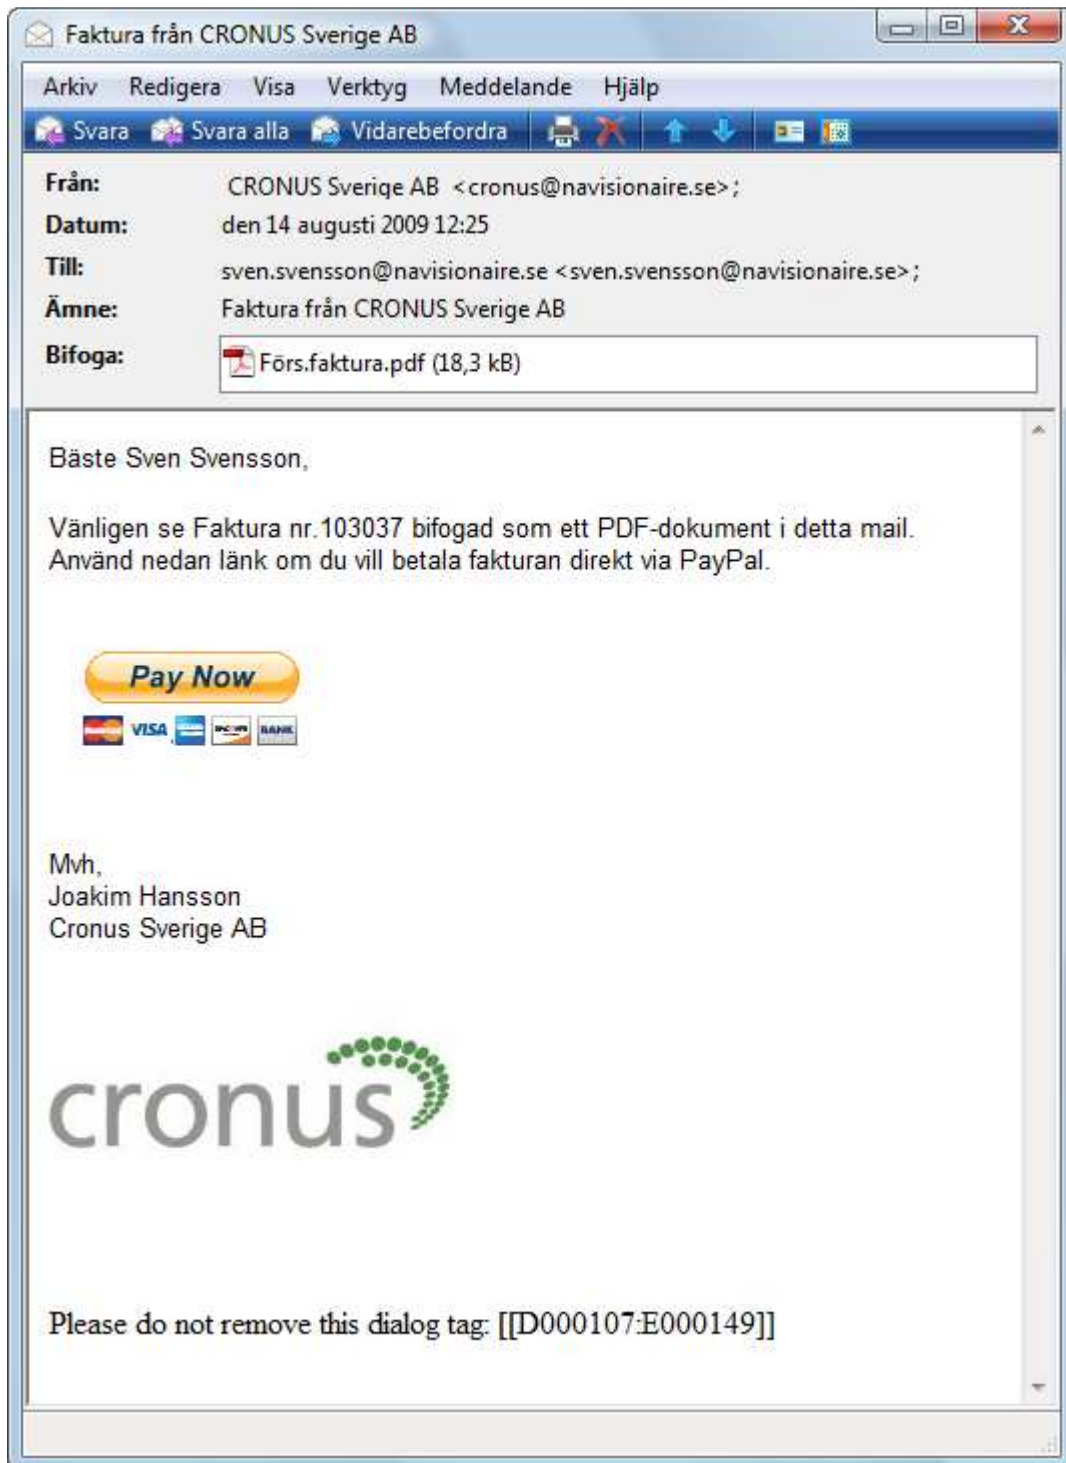 Faktura från CRONUS Sverige AB
Arkiv Redigera Visa Verktyg Meddelande Hjälp
Svara Svara alla Vidarebefordra
Från: CRONUS Sverige AB <cronus@navisionaire.se>;
Datum: den 14 augusti 2009 12:25
Till: sven.svensson@navisionaire.se <sven.svensson@navisionaire.se>;
Ämne: Faktura från CRONUS Sverige AB
Bifoga: Förs.faktura.pdf (18,3 kB)
Bäste Sven Svensson,
Vänligen se Faktura nr.103037 bifogad som ett PDF-dokument i detta mail.
Använd nedan länk om du vill betala fakturan direkt via PayPal.
Pay Now
VISA BANK
Mvh,
Joakim Hansson
Cronus Sverige AB
cronus
Please do not remove this dialog tag: [[D000107:E000149]]